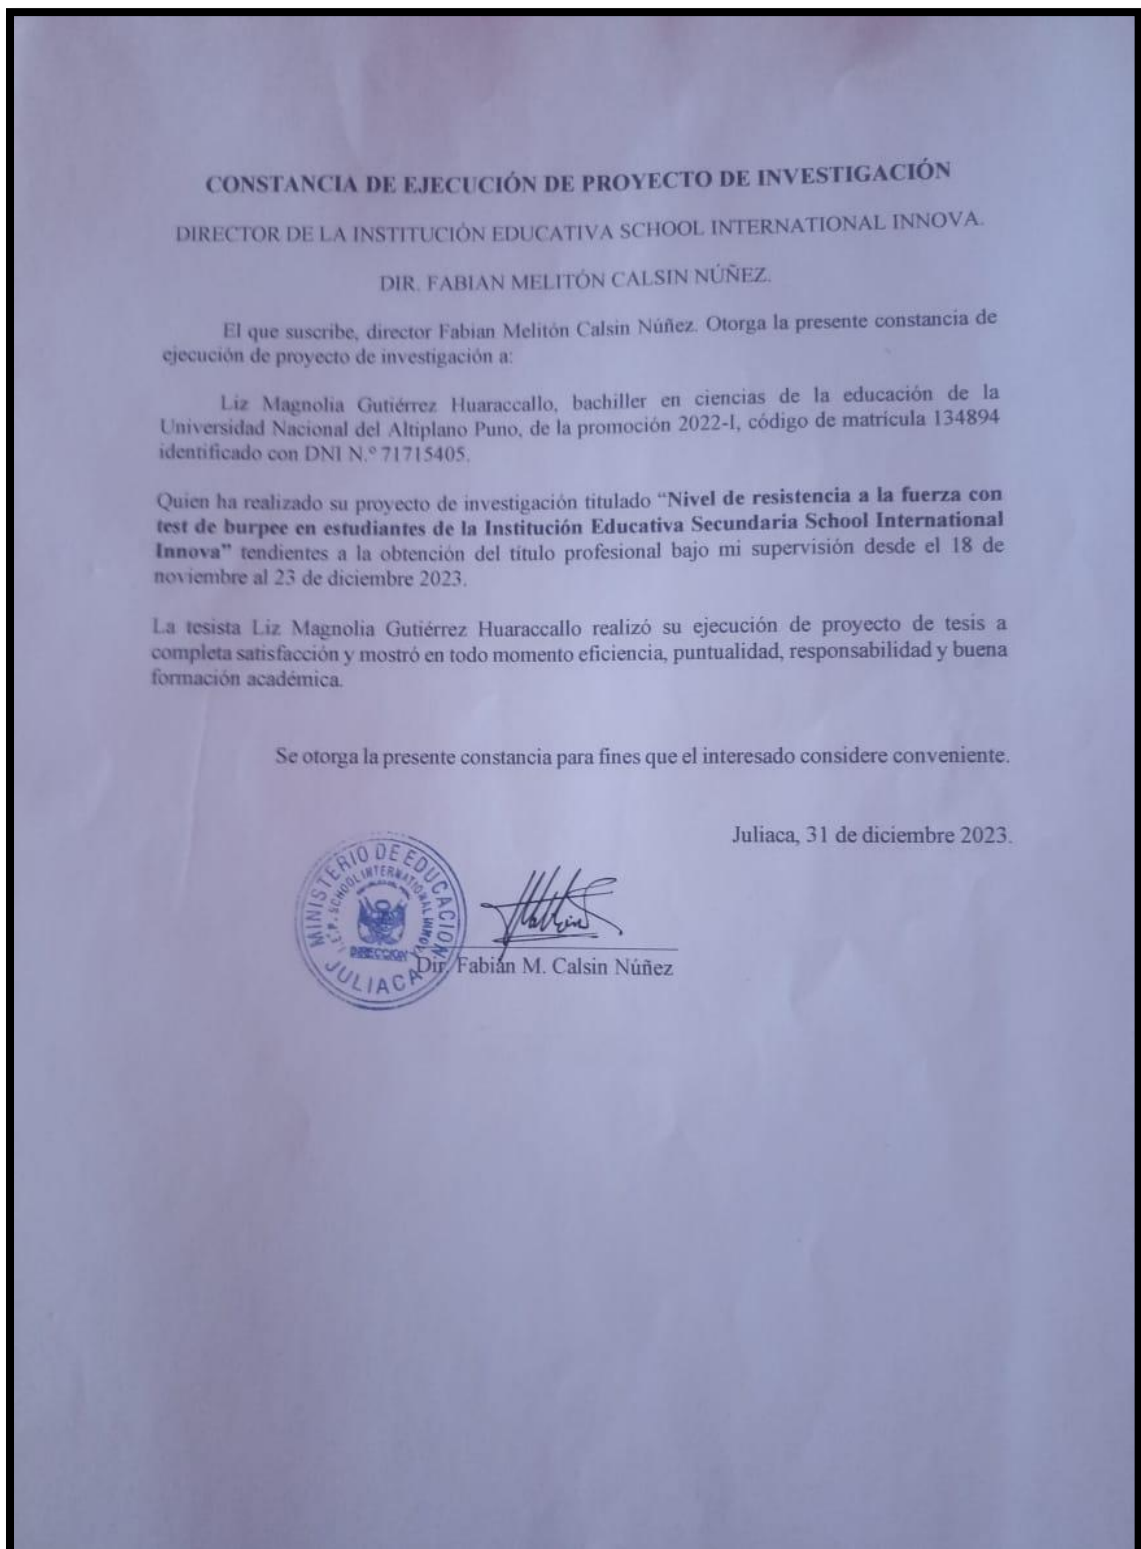 CONSTANCIA DE EJECUCIÓN DE PROYECTO DE INVESTIGACIÓN
DIRECTOR DE LA INSTITUCIÓN EDUCATIVA SCHOOL INTERNATIONAL INNOVA.
DIR. FABIAN MELITÓN CALSIN NÚÑEZ.
El que suscribe, director Fabian Melitón Calsin Núñez. Otorga la presente constancia de
ejecución de proyecto de investigación a:
Liz Magnolia Gutiérrez Huaraccallo, bachiller en ciencias de la educación de la
Universidad Nacional del Altiplano Puno, de la promoción 2022-I, código de matrícula 134894
identificado con DNI N.º 71715405.
Quien ha realizado su proyecto de investigación titulado “Nivel de resistencia a la fuerza con
test de burpee en estudiantes de la Institución Educativa Secundaria School International
Innova” tendientes a la obtención del título profesional bajo mi supervisión desde el 18 de
noviembre al 23 de diciembre 2023.
La tesista Liz Magnolia Gutiérrez Huaraccallo realizó su ejecución de proyecto de tesis a
completa satisfacción y mostró en todo momento eficiencia, puntualidad, responsabilidad y buena
formación académica.
Se otorga la presente constancia para fines que el interesado considere conveniente.
Juliaca, 31 de diciembre 2023.
MINISTERIO DE EDUCACIÓN
I.E.P. SCHOOL INTERNATIONAL INNOVA
DIRECCION
JULIACA
Dir. Fabián M. Calsin Núñez